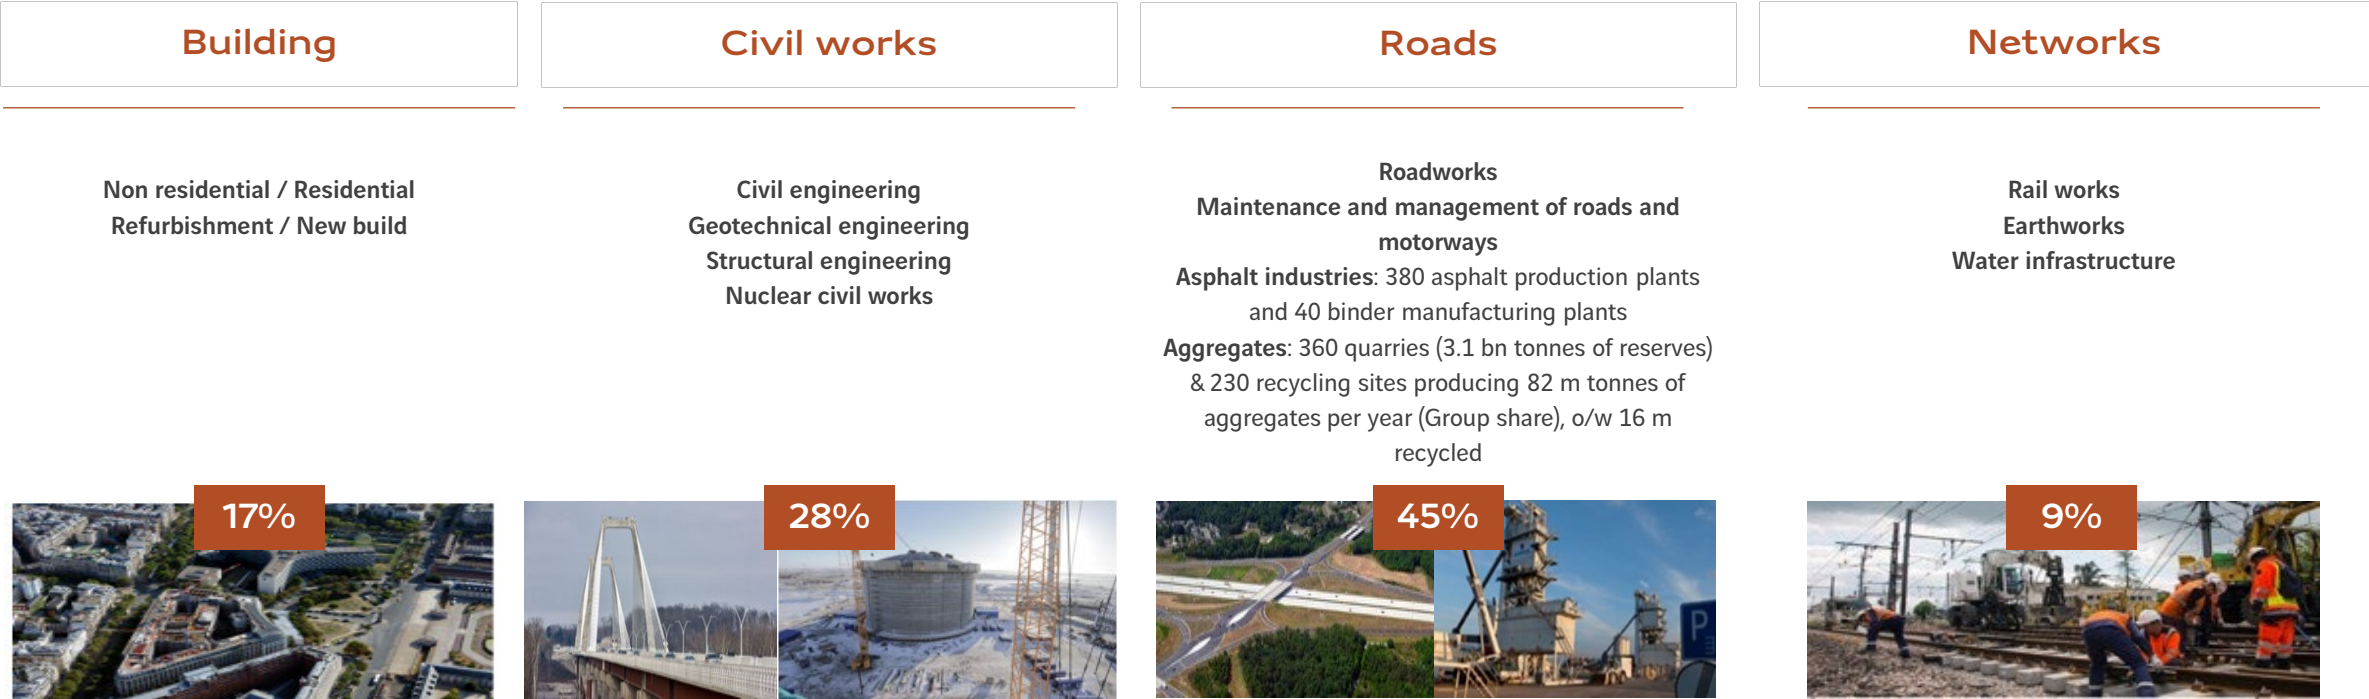 Building
Non residential / Residential
Refurbishment / New build
17%
Civil works
Civil engineering
Geotechnical engineering
Structural engineering
Nuclear civil works
28%
Roads
Roadworks
Maintenance and management of roads and
motorways
Asphalt industries: 380 asphalt production plants
and 40 binder manufacturing plants
Aggregates: 360 quarries (3.1 bn tonnes of reserves)
& 230 recycling sites producing 82 m tonnes of
aggregates per year (Group share), o/w 16 m
recycled
45%
P
Networks
Rail works
Earthworks
Water infrastructure
9%